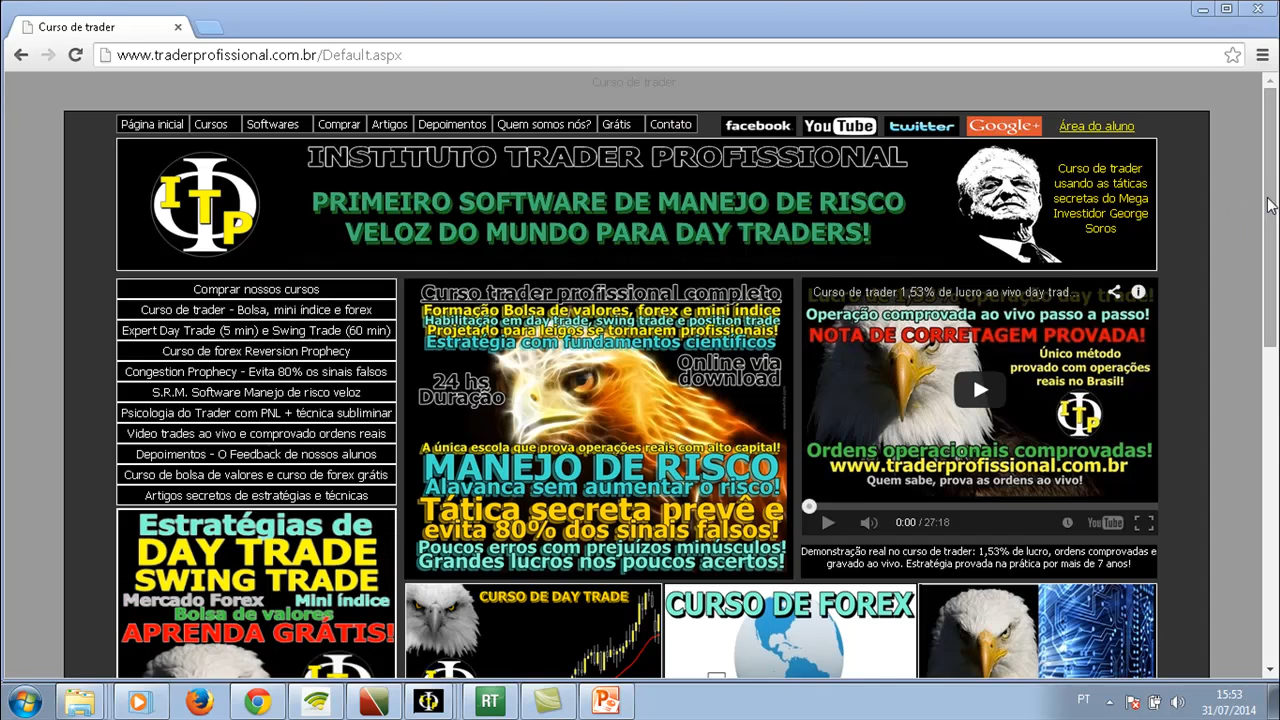 Curso de trader
www.traderprofissional.com.br/Default.aspx
Curso de trader
Página inicial
Cursos
Softwares
Comprar
Artigos
Depoimentos
Quem somos nós?
Grátis
Contato
facebook
YouTube
twitter
Google+
Área do aluno
ITP
INSTITUTO TRADER PROFISSIONAL
PRIMEIRO SOFTWARE DE MANEJO DE RISCO
VELOZ DO MUNDO PARA DAY TRADERS!
Curso de trader
usando as táticas
secretas do Mega
Investidor George
Soros
Comprar nossos cursos
Curso de trader - Bolsa, mini índice e forex
Expert Day Trade (5 min) e Swing Trade (60 min)
Curso de forex Reversion Prophecy
Congestion Prophecy - Evita 80% os sinais falsos
S.R.M. Software Manejo de risco veloz
Psicologia do Trader com PNL + técnica subliminar
Video trades ao vivo e comprovado ordens reais
Depoimentos - O Feedback de nossos alunos
Curso de bolsa de valores e curso de forex grátis
Artigos secretos de estratégias e técnicas
Estratégias de
DAY TRADE
SWING TRADE
Mercado Forex Mini índice
Bolsa de valores
APRENDA GRÁTIS!
Curso trader profissional completo
Formação Bolsa de valores, forex e mini índice
Habilitação em day trade, swing trade e position trade
Projetado para leigos se tornarem profissionais!
Estratégia com fundamentos científicos
Online via
download
24 hs
Duração
A única escola que prova operações reais com alto capital!
MANEJO DE RISCO
Alavanca sem aumentar o risco!
Tática secreta prevê e
evita 80% dos sinais falsos!
Poucos erros com prejuízos minúsculos!
Grandes lucros nos poucos acertos!
Curso de trader 1,53% de lucro ao vivo day trad...
Operação comprovada ao vivo passo a passo!
NOTA DE CORRETAGEM PROVADA!
Único método
provado com operações
reais no Brasil!
ITP
Ordens operacionais comprovadas!
www.traderprofissional.com.br
Quem sabe, prova as ordens ao vivo!
0:00 / 27:18
YouTube
Demonstração real no curso de trader: 1,53% de lucro, ordens comprovadas e
gravado ao vivo. Estratégia provada na prática por mais de 7 anos!
CURSO DE DAY TRADE
CURSO DE FOREX
RT
PT
15:53
31/07/2014